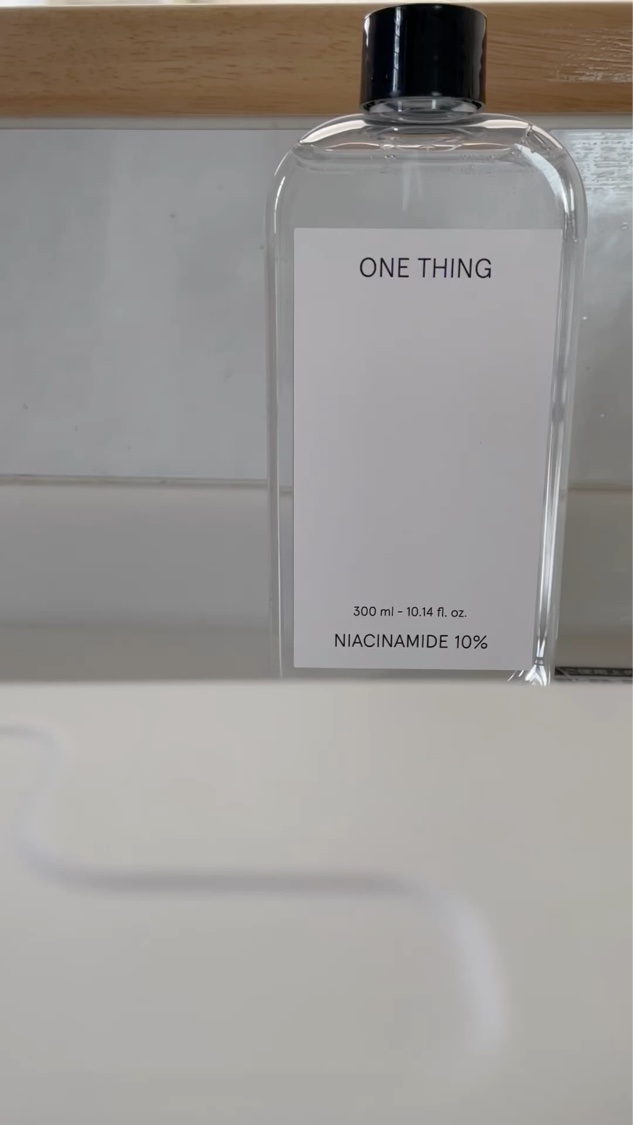 ONE THING
300 ml - 10.14 fl. oz.
NIACINAMIDE 10%